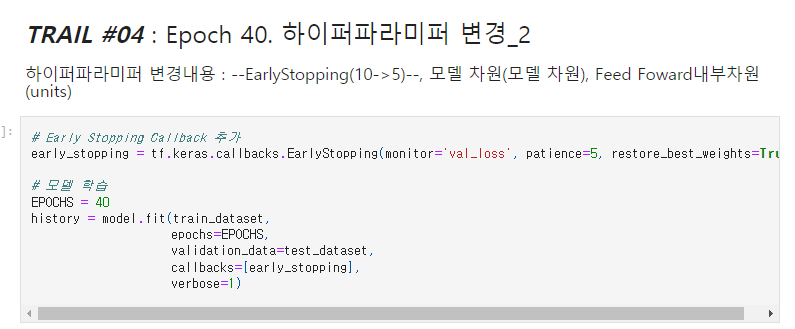 TRAIL #04 : Epoch 40. 하이퍼파라미퍼 변경_2
하이퍼파라미퍼 변경내용 : --EarlyStopping(10->5)--, 모델 차원(모델 차원), Feed Foward내부차원
(units)
]:
# Early Stopping Callback 추가
early_stopping = tf.keras.callbacks.EarlyStopping(monitor='val_loss', patience=5, restore_best_weights=Tru
# 모델 학습
EPOCHS = 40
history = model.fit(train_dataset,
epochs=EPOCHS,
validation_data=test_dataset,
callbacks=[early_stopping],
verbose=1)